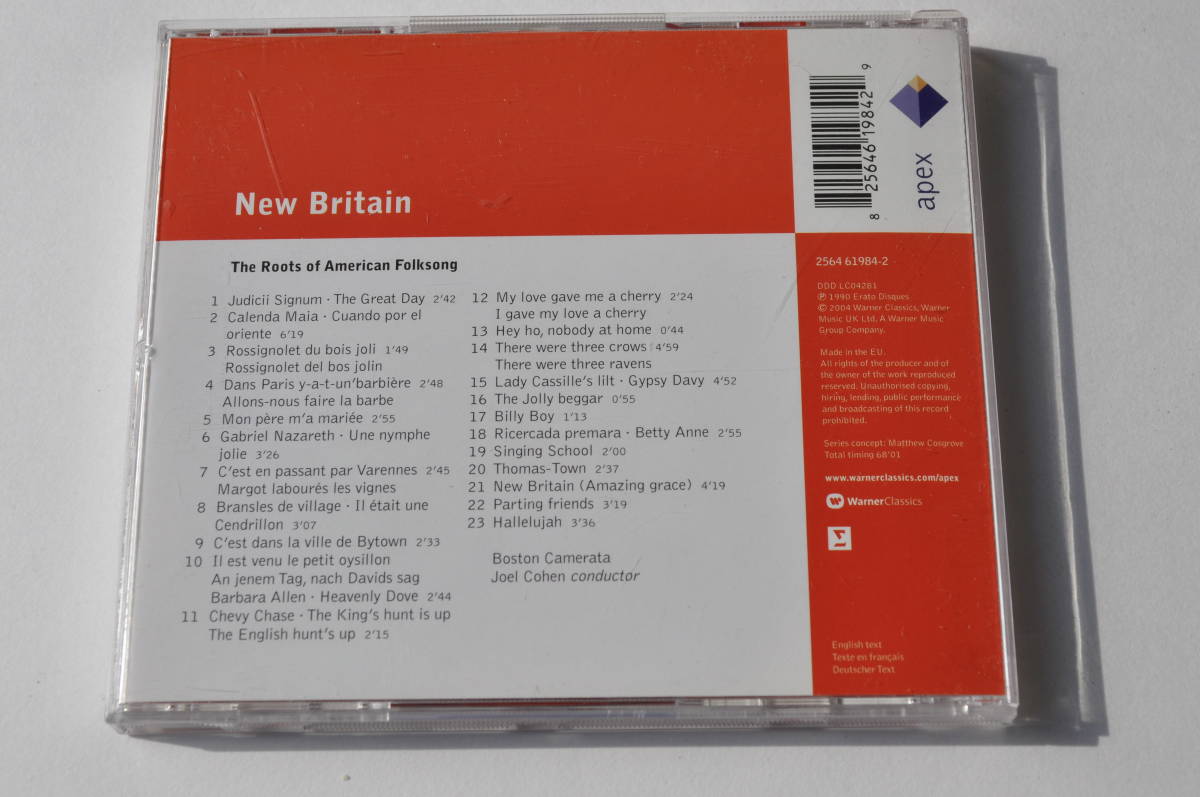 New Britain
The Roots of American Folksong
1 Judicii Signum · The Great Day 2'42
2 Calenda Maia · Cuando por el
oriente 6'19
3 Rossignolet du bois joli 1'49
Rossignolet del bos jolin
4 Dans Paris y-a-t-un'barbière 2'48
Allons-nous faire la barbe
5 Mon père m'a mariée 2'55
6 Gabriel Nazareth · Une nymphe
jolie 3'26
7 C'est en passant par Varennes 2'45
Margot labourés les vignes
8 Bransles de village · Il était une
Cendrillon 3'07
9 C'est dans la ville de Bytown 2'33
10 Il est venu le petit oysillon
An jenem Tag, nach Davids sag
Barbara Allen · Heavenly Dove 2'44
11 Chevy Chase · The King's hunt is up
The English hunt's up 2'15
12 My love gave me a cherry 2'24
I gave my love a cherry
13 Hey ho, nobody at home 0'44
14 There were three crows 4'59
There were three ravens
15 Lady Cassille's lilt · Gypsy Davy 4'52
16 The Jolly beggar 0'55
17 Billy Boy 1'13
18 Ricercada premara · Betty Anne 2'55
19 Singing School 2'00
20 Thomas-Town 2'37
21 New Britain (Amazing grace) 4'19
22 Parting friends 3'19
23 Hallelujah 3'36
Boston Camerata
Joel Cohen conductor
8 25646 19842 9
apex
2564 61984-2
DDD LC04281
℗ 1990 Erato Disques
© 2004 Warner Classics, Warner
Music UK Ltd. A Warner Music
Group Company.
Made in the EU.
All rights of the producer and of
the owner of the work reproduced
reserved. Unauthorised copying,
hiring, lending, public performance
and broadcasting of this record
prohibited.
Series concept: Matthew Cosgrove
Total timing 68'01
www.warnerclassics.com/apex
WarnerClassics
English text
Texte en français
Deutscher Text